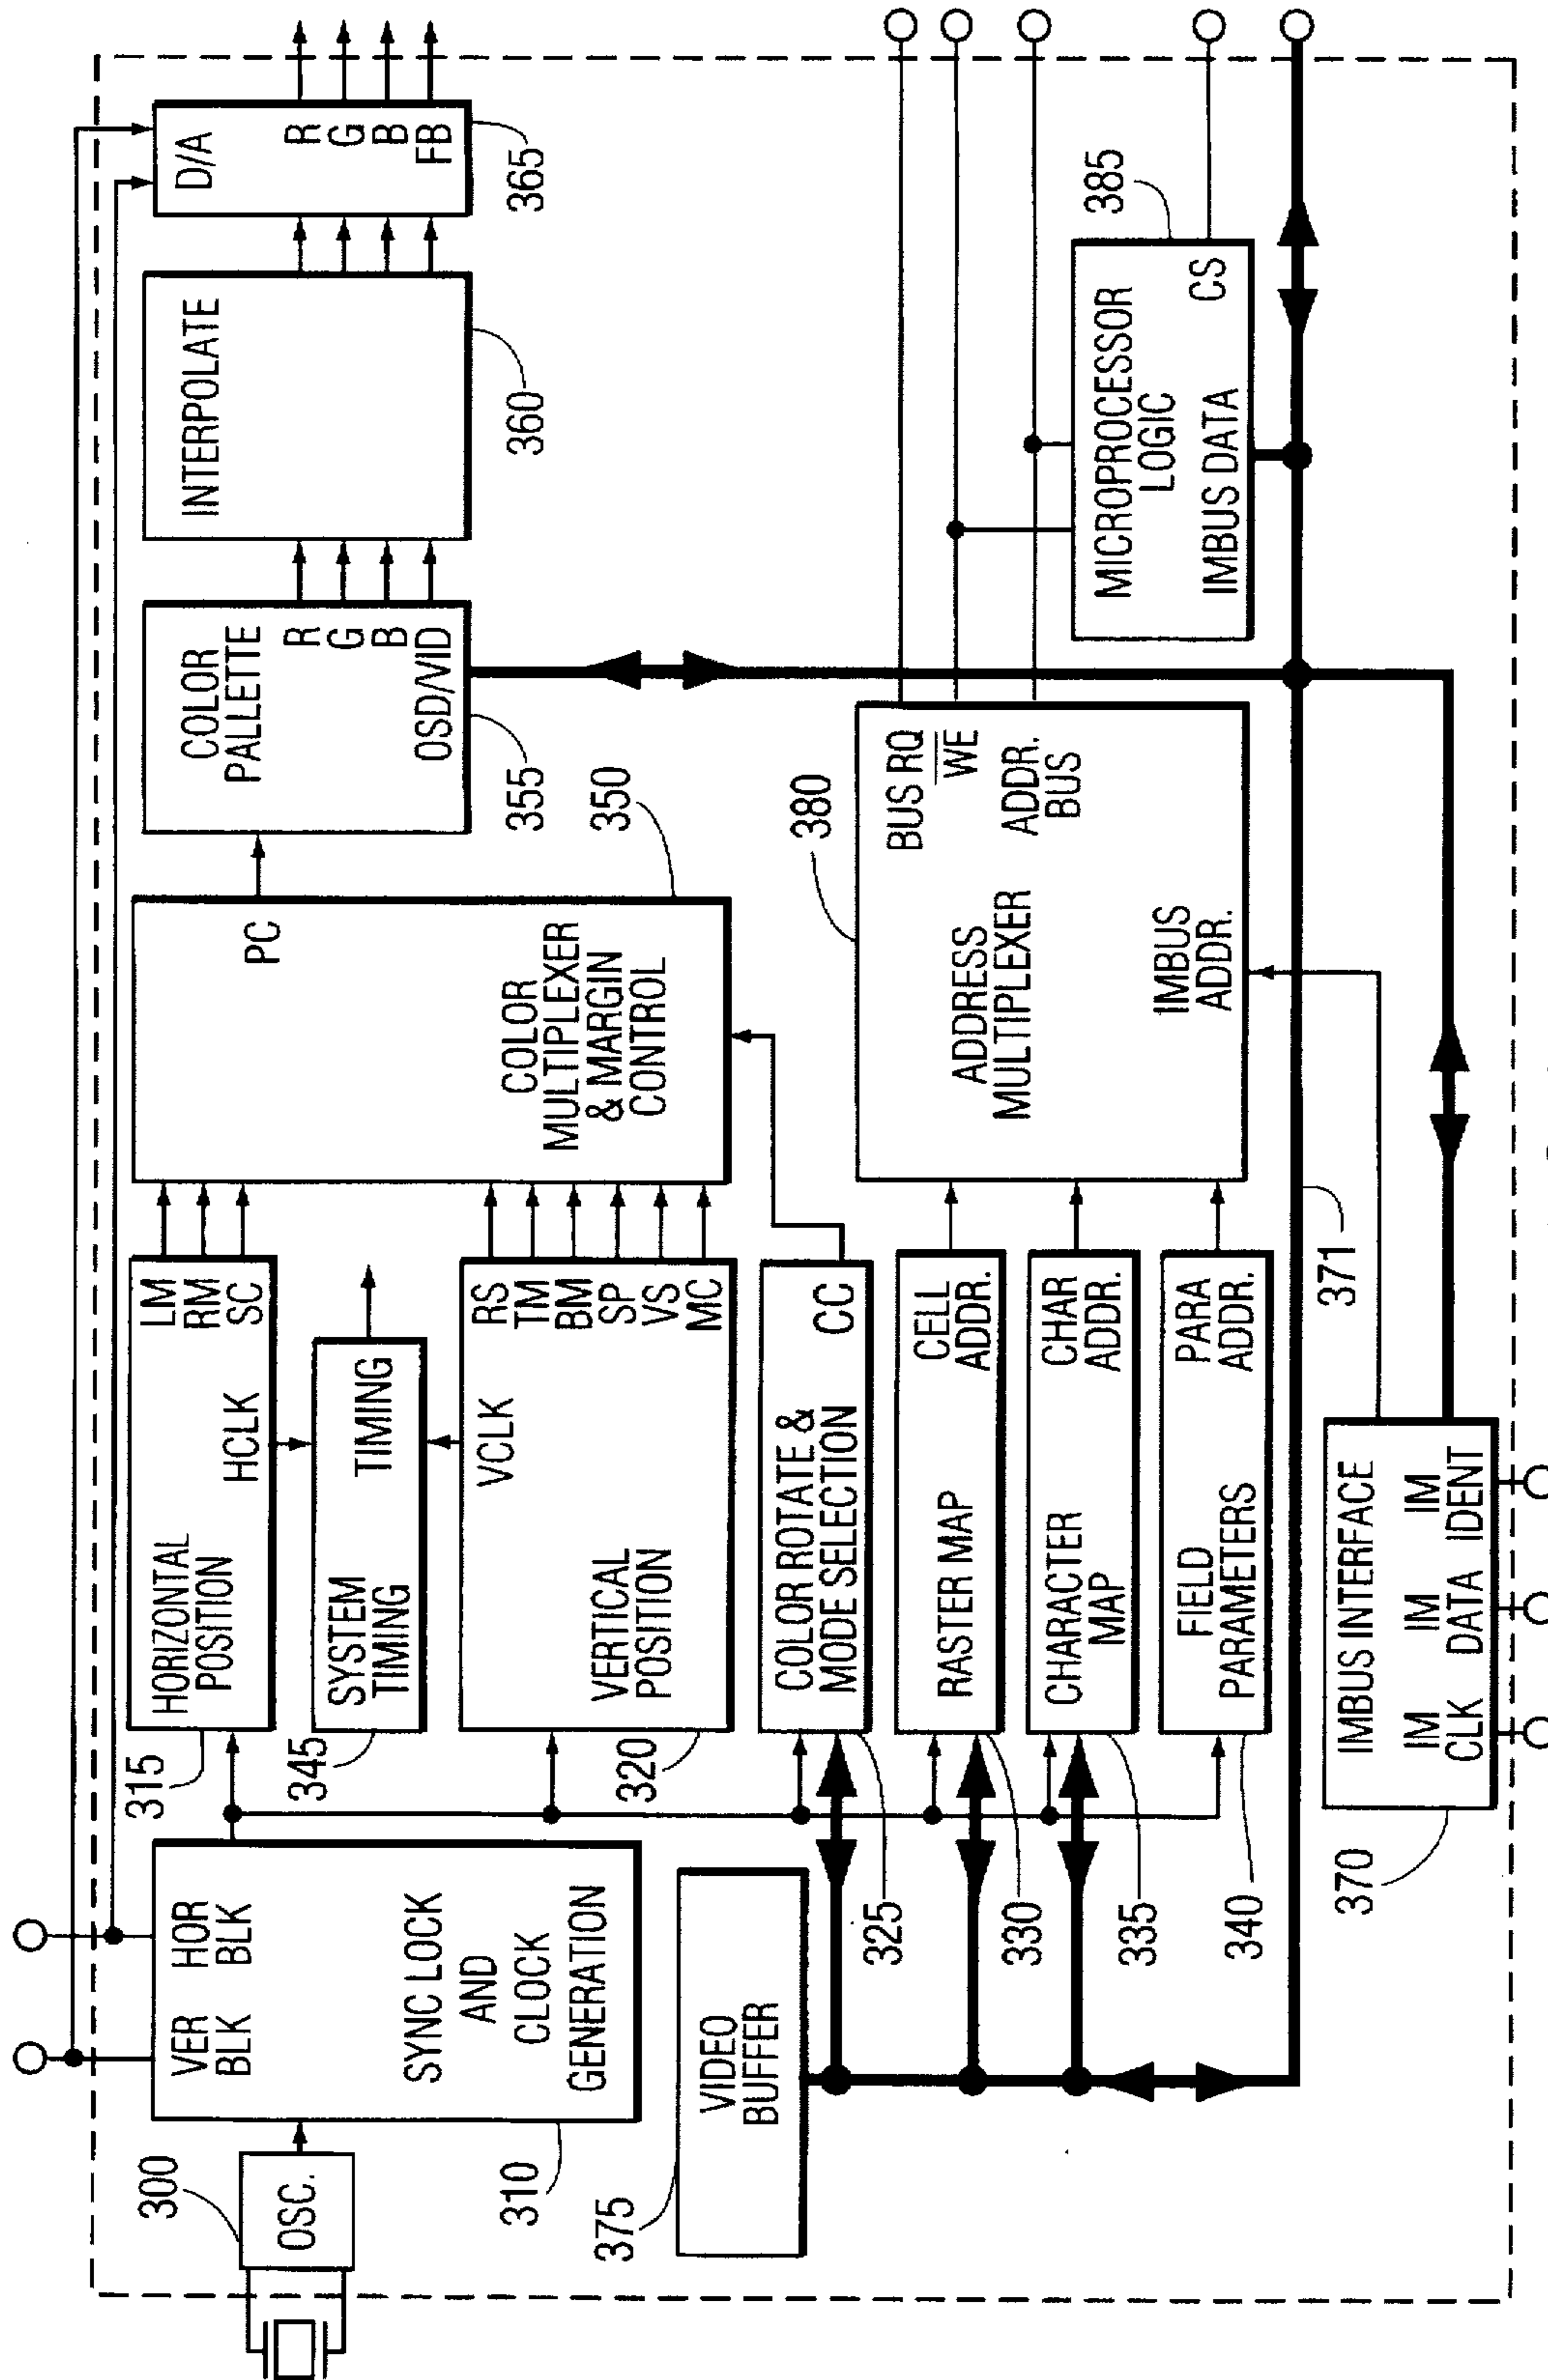 300
OSC.
VER
BLK
HOR
BLK
SYNC LOCK
AND
CLOCK
GENERATION
310
375
VIDEO
BUFFER
315
HORIZONTAL
POSITION
HCLK
LM
RM
SC
345
SYSTEM
TIMING
TIMING
320
VCLK
VERTICAL
POSITION
RS
TM
BM
SP
VS
MC
325
COLOR ROTATE &
MODE SELECTION
CC
330
RASTER MAP
CELL
ADDR.
335
CHARACTER
MAP
CHAR
ADDR.
340
FIELD
PARAMETERS
PARA
ADDR.
370
IMBUS INTERFACE
IM
CLK
IM
DATA
IM
IDENT
371
PC
COLOR
MULTIPLEXER
& MARGIN
CONTROL
350
380
BUS RQ
WE
ADDR.
BUS
ADDRESS
MULTIPLEXER
IMBUS
ADDR.
COLOR
PALLETTE
R
G
B
OSD/VID
355
INTERPOLATE
360
D/A
R
G
B
FB
365
385
MICROPROCESSOR
LOGIC
CS
IMBUS DATA